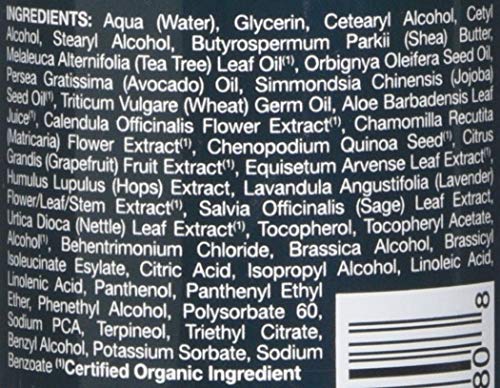 INGREDIENTS: Aqua (Water), Glycerin, Cetearyl Alcohol, Cetyl
Alcohol, Stearyl Alcohol, Butyrospermum Parkii (Shea) Butter,
Melaleuca Alternifolia (Tea Tree) Leaf Oil⁽¹⁾, Orbignya Oleifera Seed Oil,
Persea Gratissima (Avocado) Oil, Simmondsia Chinensis (Jojoba)
Seed Oil⁽¹⁾, Triticum Vulgare (Wheat) Germ Oil, Aloe Barbadensis Leaf
Juice⁽¹⁾, Calendula Officinalis Flower Extract⁽¹⁾, Chamomilla Recutita
(Matricaria) Flower Extract⁽¹⁾, Chenopodium Quinoa Seed⁽¹⁾, Citrus
Grandis (Grapefruit) Fruit Extract⁽¹⁾, Equisetum Arvense Leaf Extract⁽¹⁾,
Humulus Lupulus (Hops) Extract, Lavandula Angustifolia (Lavender)
Flower/Leaf/Stem Extract⁽¹⁾, Salvia Officinalis (Sage) Leaf Extract,
Urtica Dioca (Nettle) Leaf Extract⁽¹⁾, Tocopherol, Tocopheryl Acetate,
Alcohol⁽¹⁾, Behentrimonium Chloride, Brassica Alcohol, Brassicyl
Isoleucinate Esylate, Citric Acid, Isopropyl Alcohol, Linoleic Acid,
Linolenic Acid, Panthenol, Panthenyl Ethyl
Ether, Phenethyl Alcohol, Polysorbate 60,
Sodium PCA, Terpineol, Triethyl Citrate,
Benzyl Alcohol, Potassium Sorbate, Sodium
Benzoate ⁽¹⁾Certified Organic Ingredient
80
8